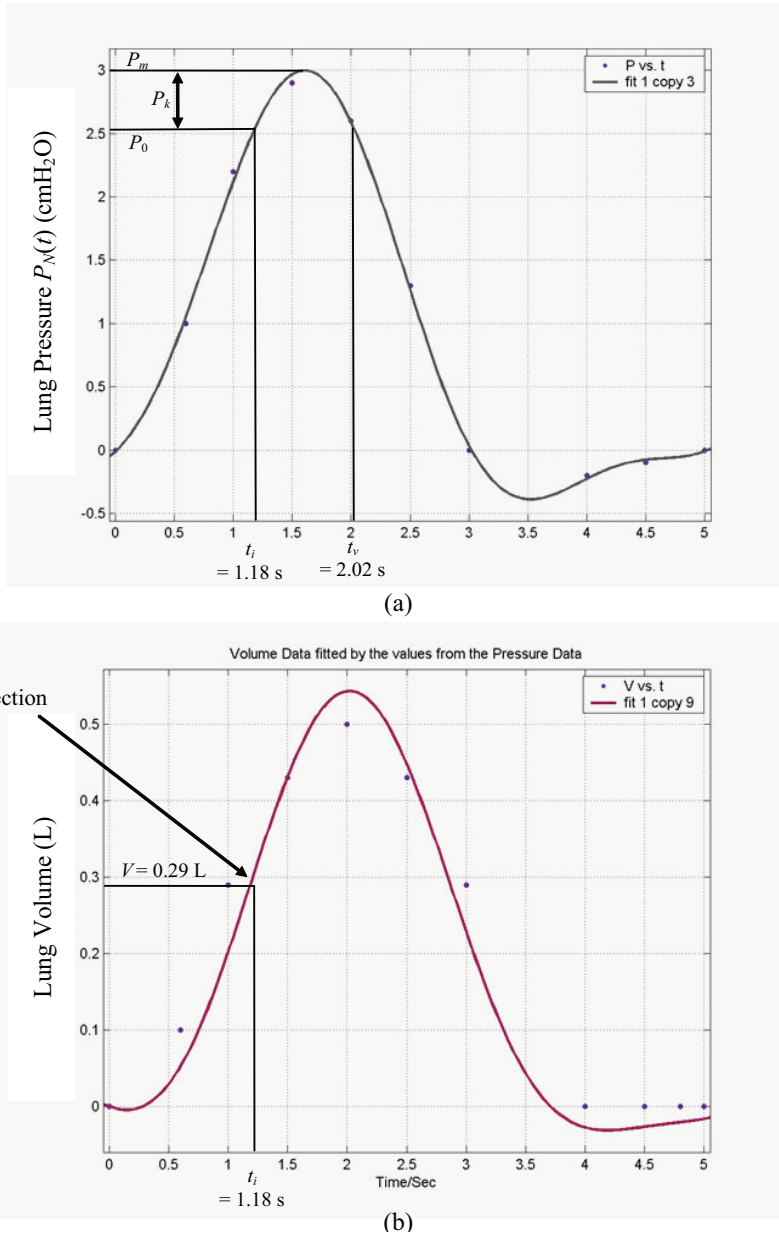 P vs. t
fit 1 copy 3
P_m
P_k
P_0
Lung Pressure P_N(t) (cmH₂O)
3
2.5
2
1.5
1
0.5
0
-0.5
0 0.5 1 1.5 2 2.5 3 3.5 4 4.5 5
t_i
= 1.18 s
t_v
= 2.02 s
(a)
Volume Data fitted by the values from the Pressure Data
V vs. t
fit 1 copy 9
ection
Lung Volume (L)
0.5
0.4
0.3
V = 0.29 L
0.2
0.1
0
0 0.5 1 1.5 2 2.5 3 3.5 4 4.5 5
t_i
= 1.18 s
Time/Sec
(b)